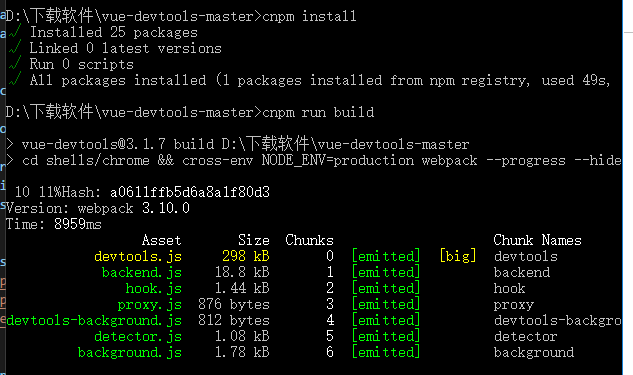 D:\下载软件\vue-devtools-master>cnpm install
√ Installed 25 packages
√ Linked 0 latest versions
√ Run 0 scripts
√ All packages installed (1 packages installed from npm registry, used 49s,
D:\下载软件\vue-devtools-master>cnpm run build
> vue-devtools@3.1.7 build D:\下载软件\vue-devtools-master
> cd shells/chrome && cross-env NODE_ENV=production webpack --progress --hide
10 11%Hash: a0611ffb5d6a8a1f80d3
Version: webpack 3.10.0
Time: 8959ms
Asset Size Chunks Chunk Names
devtools.js 298 kB 0 [emitted] [big] devtools
backend.js 18.8 kB 1 [emitted] backend
hook.js 1.44 kB 2 [emitted] hook
proxy.js 876 bytes 3 [emitted] proxy
devtools-background.js 812 bytes 4 [emitted] devtools-backgro
detector.js 1.08 kB 5 [emitted] detector
background.js 1.78 kB 6 [emitted] background